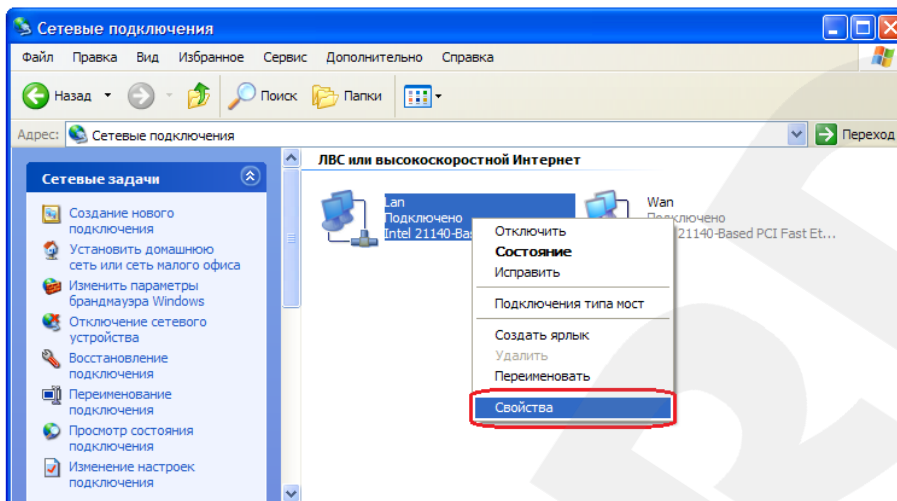 Сетевые подключения
Файл Правка Вид Избранное Сервис Дополнительно Справка
Назад Поиск Папки
Адрес: Сетевые подключения Переход
Сетевые задачи
Создание нового
подключения
Установить домашнюю
сеть или сеть малого офиса
Изменить параметры
брандмауэра Windows
Отключение сетевого
устройства
Восстановление
подключения
Переименование
подключения
Просмотр состояния
подключения
Изменение настроек
подключения
ЛВС или высокоскоростной Интернет
Lan
Подключено
Intel 21140-Bas
Wan
Подключено
21140-Based PCI Fast Et...
Отключить
Состояние
Исправить
Подключения типа мост
Создать ярлык
Удалить
Переименовать
Свойства